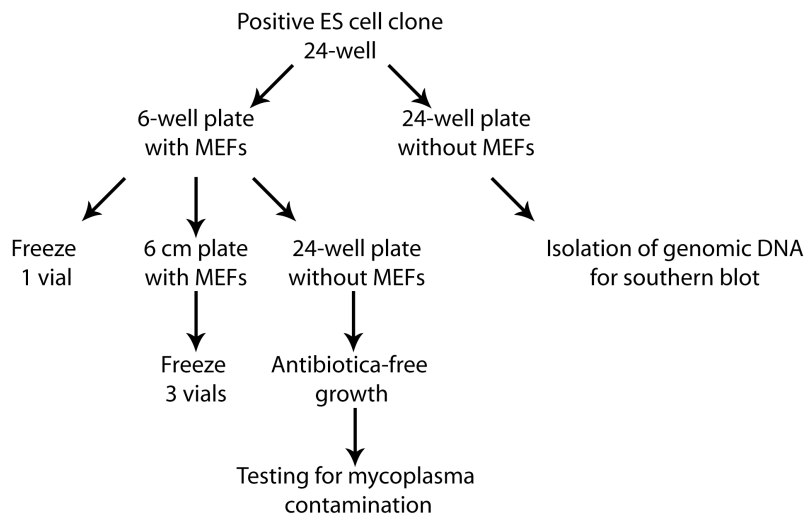 Positive ES cell clone
24-well
6-well plate
with MEFs
24-well plate
without MEFs
Freeze
1 vial
6 cm plate
with MEFs
24-well plate
without MEFs
Isolation of genomic DNA
for southern blot
Freeze
3 vials
Antibiotica-free
growth
Testing for mycoplasma
contamination